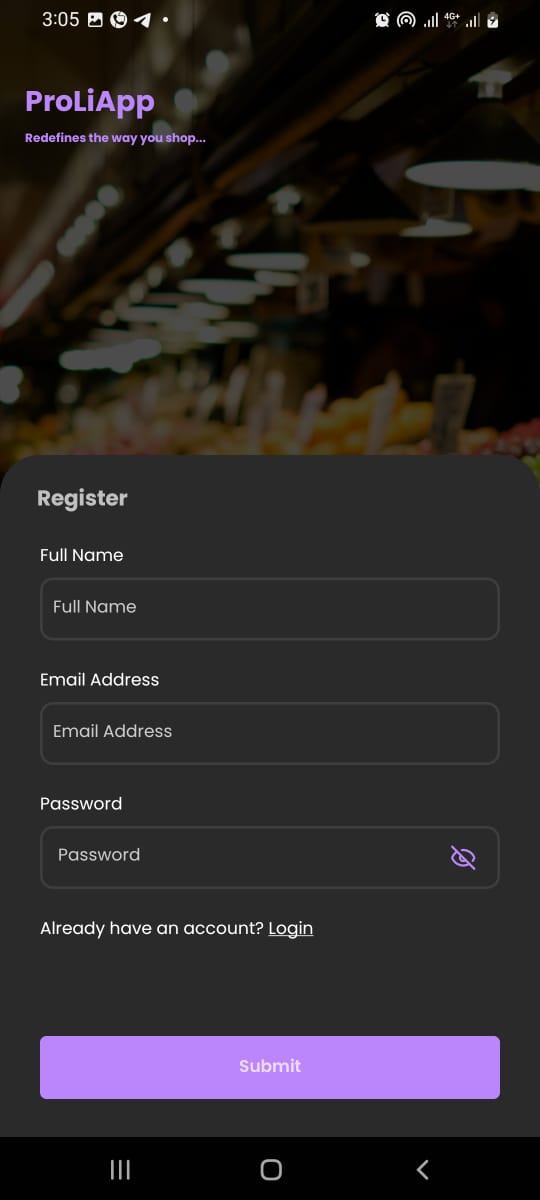 3:05
4G+
ProLiApp
Redefines the way you shop...
Register
Full Name
Full Name
Email Address
Email Address
Password
Password
Already have an account? Login
Submit